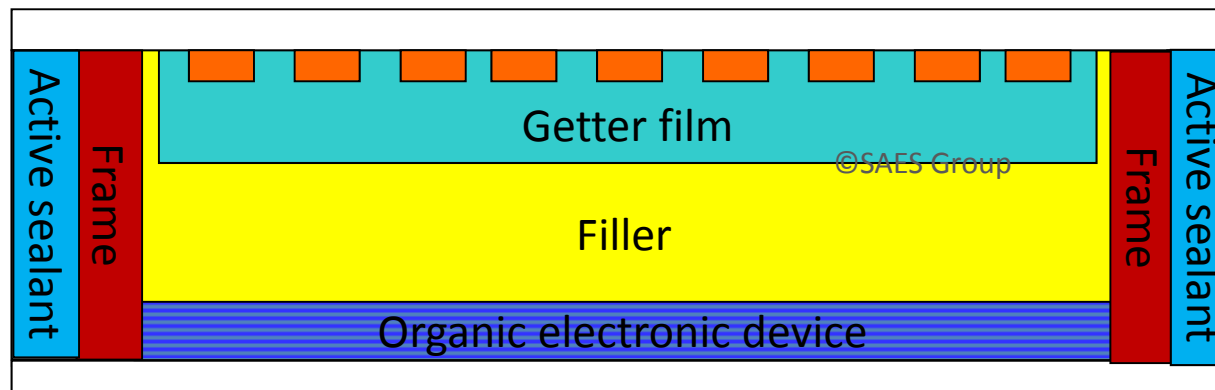 Active sealant
Frame
Getter film
©SAES Group
Filler
Organic electronic device
Frame
Active sealant